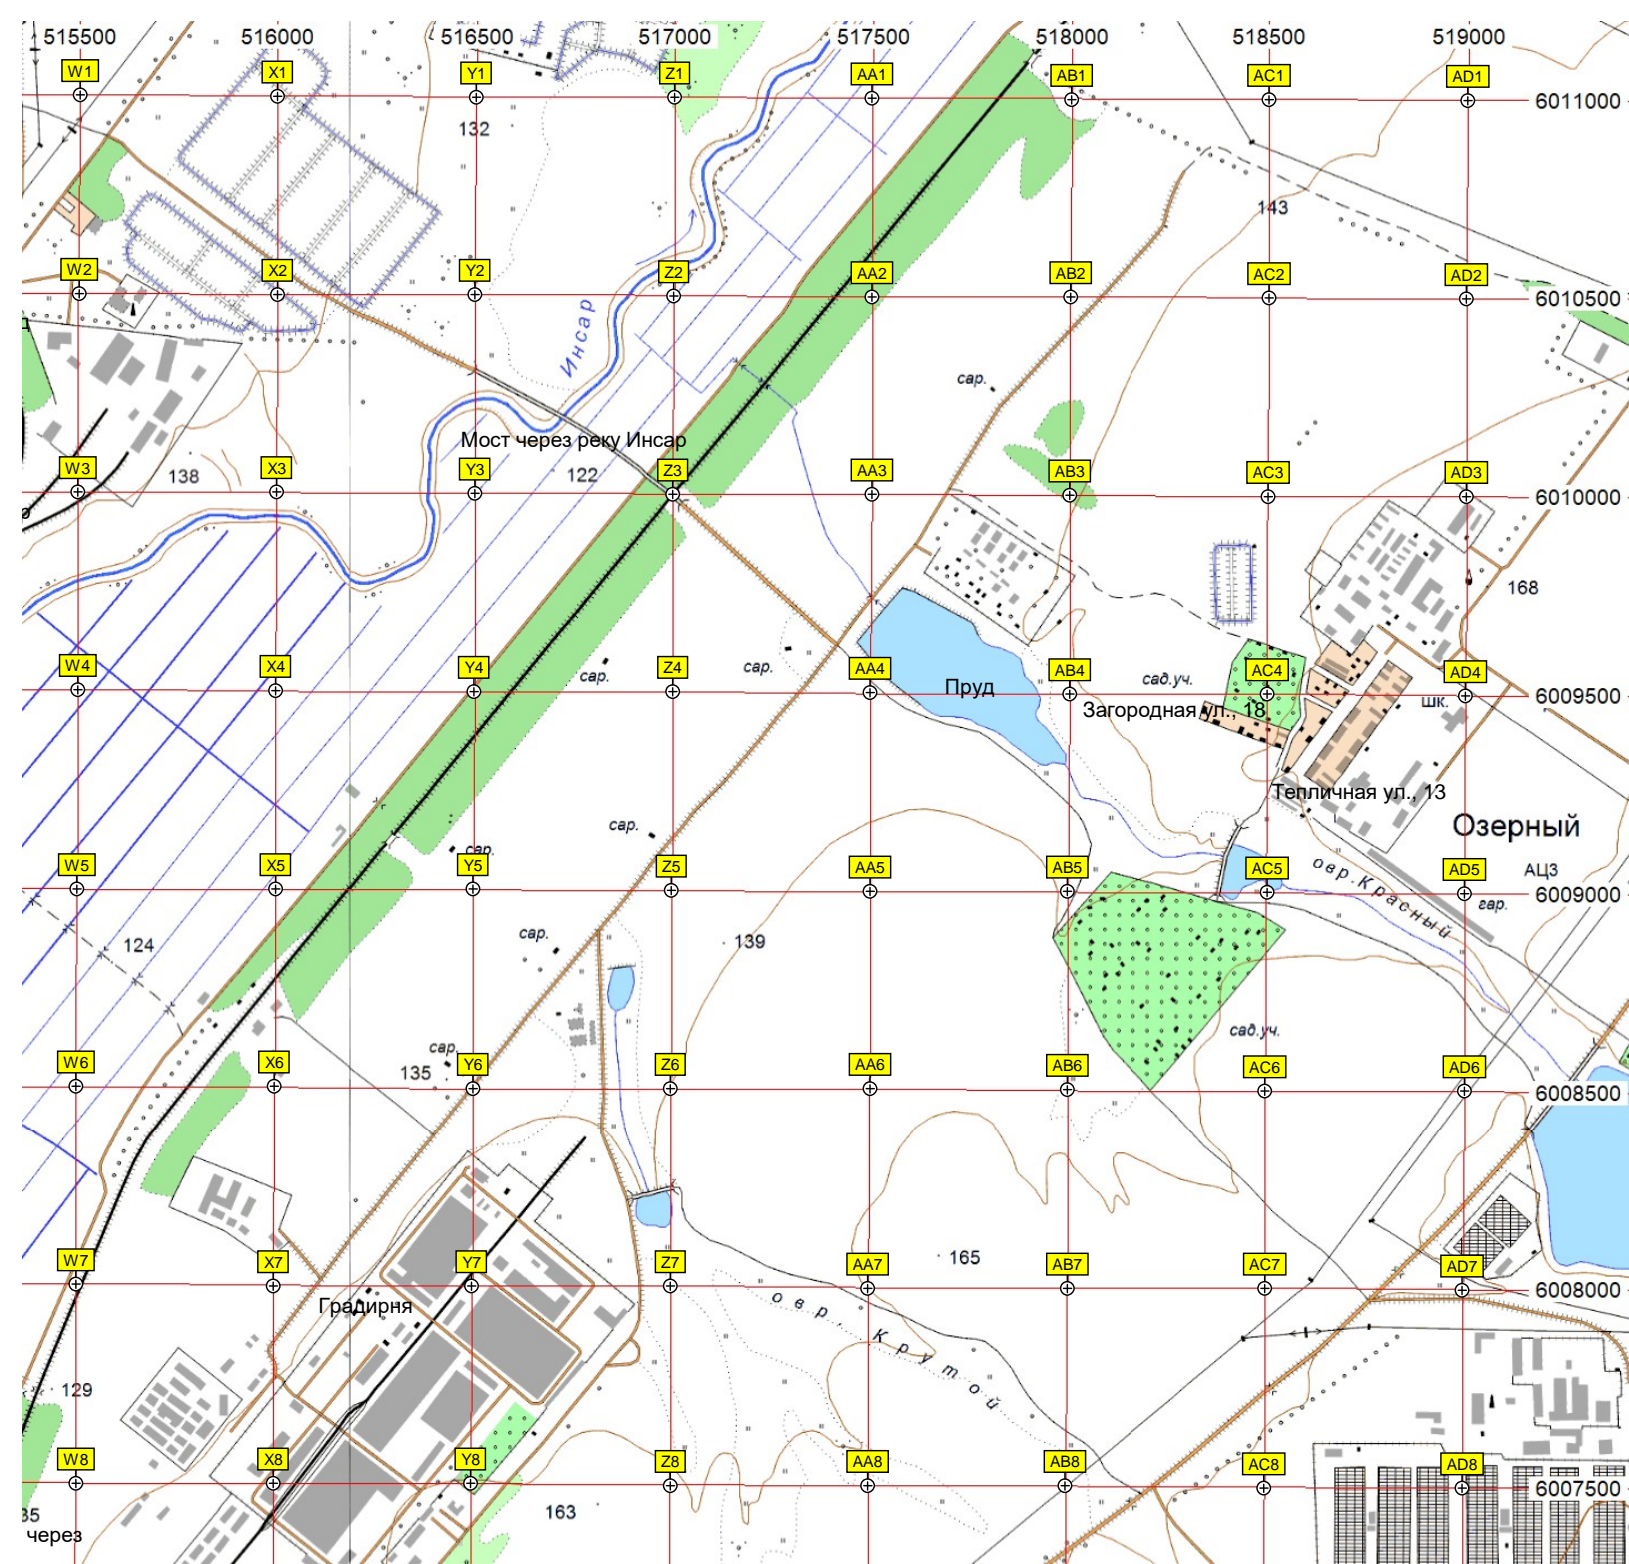 515500 516000 516500 517000 517500 518000 518500 519000
W1 X1 Y1 Z1 AA1 AB1 AC1 AD1
6011000
132
143
W2 X2 Y2 Z2 AA2 AB2 AC2 AD2
6010500
Инсар
сар.
Мост через реку Инсар
W3 X3 Y3 Z3 AA3 AB3 AC3 AD3
138
122
6010000
168
W4 X4 Y4 Z4 AA4 AB4 AC4 AD4
сар.
сар.
Пруд
сад.уч.
6009500
шк.
Загородная ул., 18
Тепличная ул., 13
сар.
Озерный
сар.
W5 X5 Y5 Z5 AA5 AB5 AC5 AD5
овр. Красный
АЦЗ
6009000
гар.
124
сар.
139
сад.уч.
сар.
W6 X6 Y6 Z6 AA6 AB6 AC6 AD6
135
6008500
165
W7 X7 Y7 Z7 AA7 AB7 AC7 AD7
6008000
Градирня
овр. Крутой
129
W8 X8 Y8 Z8 AA8 AB8 AC8 AD8
6007500
163
35
через